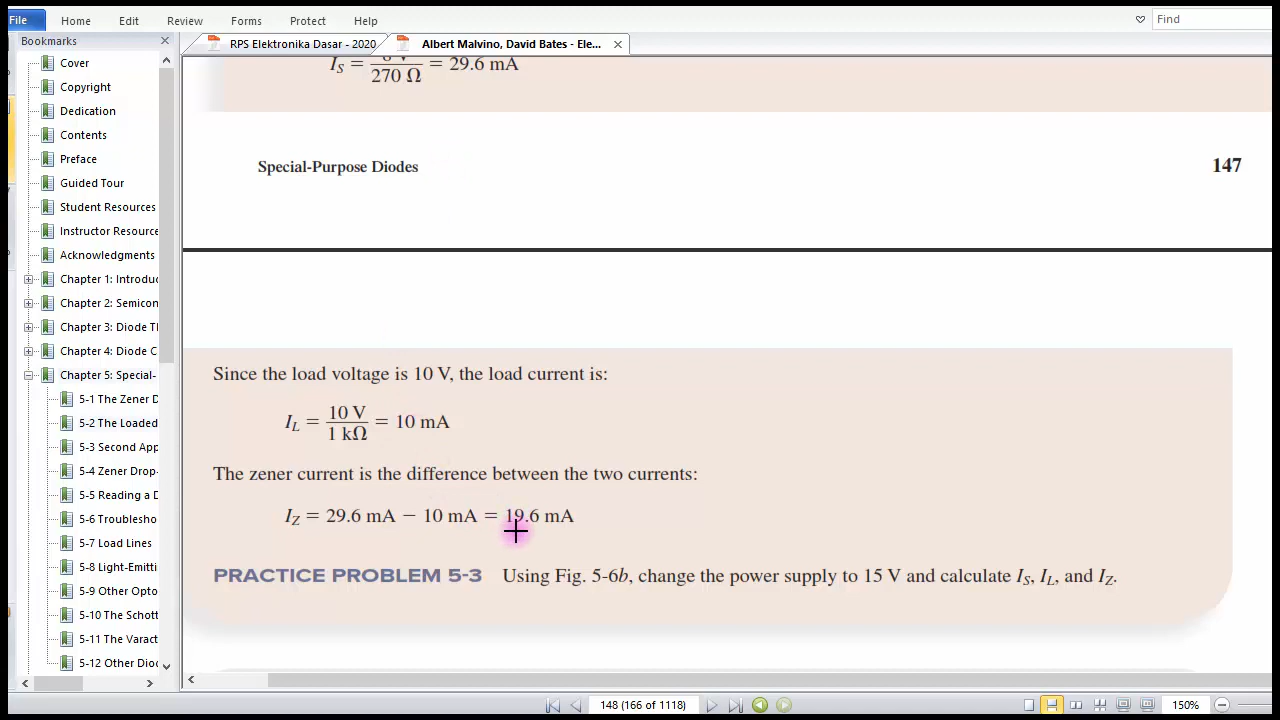 File Home Edit Review Forms Protect Help Find
Bookmarks
RPS Elektronika Dasar - 2020
Albert Malvino, David Bates - Ele...
Cover
Copyright
Dedication
Contents
Preface
Guided Tour
Student Resources
Instructor Resource
Acknowledgments
Chapter 1: Introduc
Chapter 2: Semicon
Chapter 3: Diode Tl
Chapter 4: Diode C
Chapter 5: Special-
5-1 The Zener D
5-2 The Loaded
5-3 Second App
5-4 Zener Drop-
5-5 Reading a D
5-6 Troublesho
5-7 Load Lines
5-8 Light-Emitti
5-9 Other Opto
5-10 The Schott
5-11 The Varact
5-12 Other Dioc
I_S = 8 V / 270 Ω = 29.6 mA
Special-Purpose Diodes 147
Since the load voltage is 10 V, the load current is:
I_L = 10 V / 1 kΩ = 10 mA
The zener current is the difference between the two currents:
I_Z = 29.6 mA − 10 mA = 19.6 mA
PRACTICE PROBLEM 5-3 Using Fig. 5-6b, change the power supply to 15 V and calculate I_S, I_L, and I_Z.
148 (166 of 1118)
150%